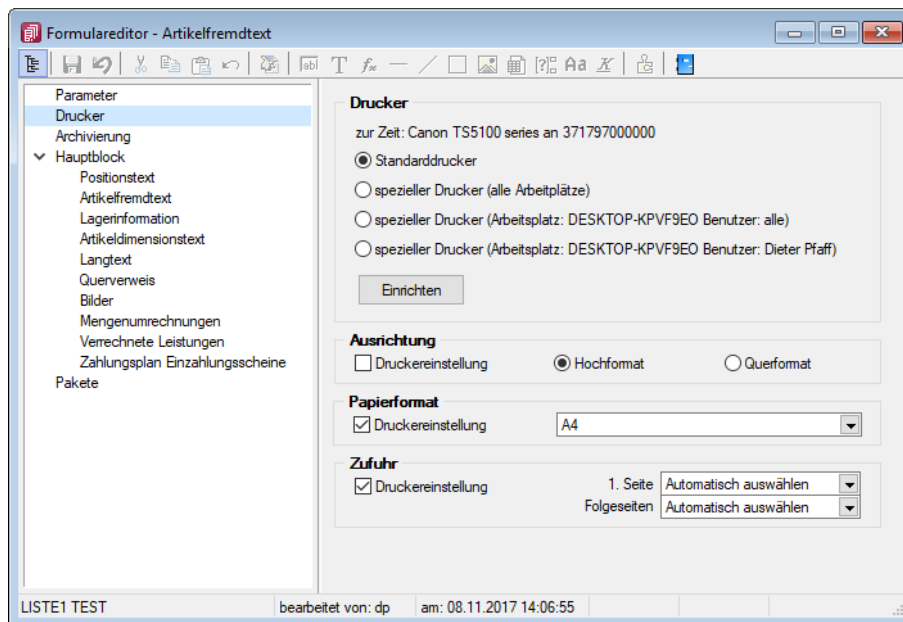 Formulareditor - Artikelfremdtext
Parameter
Drucker
Archivierung
Hauptblock
Positionstext
Artikelfremdtext
Lagerinformation
Artikeldimensionstext
Langtext
Querverweis
Bilder
Mengenumrechnungen
Verrechnete Leistungen
Zahlungsplan Einzahlungsscheine
Pakete
Drucker
zur Zeit: Canon TS5100 series an 371797000000
Standarddrucker
spezieller Drucker (alle Arbeitplätze)
spezieller Drucker (Arbeitsplatz: DESKTOP-KPVF9EO Benutzer: alle)
spezieller Drucker (Arbeitsplatz: DESKTOP-KPVF9EO Benutzer: Dieter Pfaff)
Einrichten
Ausrichtung
Druckereinstellung Hochformat Querformat
Papierformat
Druckereinstellung A4
Zufuhr
Druckereinstellung 1. Seite Automatisch auswählen
Folgeseiten Automatisch auswählen
LISTE1 TEST bearbeitet von: dp am: 08.11.2017 14:06:55